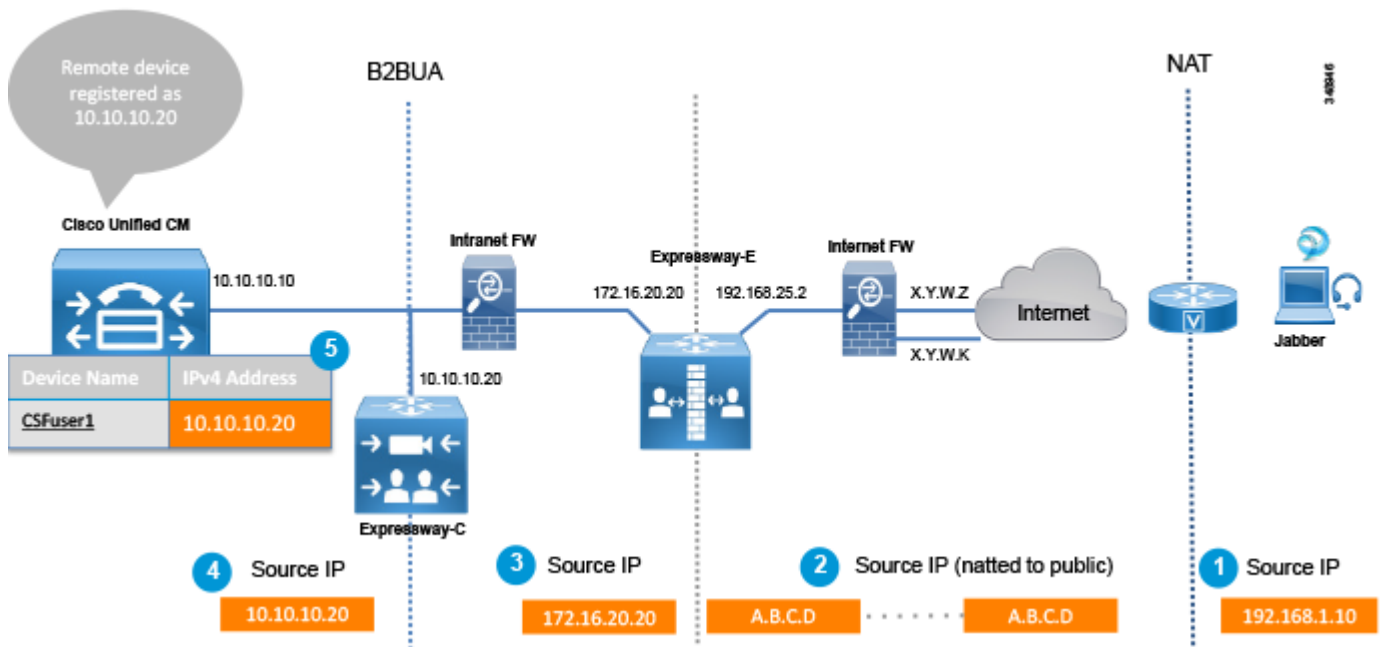 Remote device
registered as
10.10.10.20
B2BUA
NAT
340946
Cisco Unified CM
Intranet FW
Expressway-E
Internet FW
10.10.10.10
172.16.20.20
192.168.25.2
X.Y.W.Z
Internet
X.Y.W.K
V
Jabber
5
Device Name IPv4 Address
CSFuser1 10.10.10.20
10.10.10.20
Expressway-C
4 Source IP
10.10.10.20
3 Source IP
172.16.20.20
2 Source IP (natted to public)
A.B.C.D A.B.C.D
1 Source IP
192.168.1.10